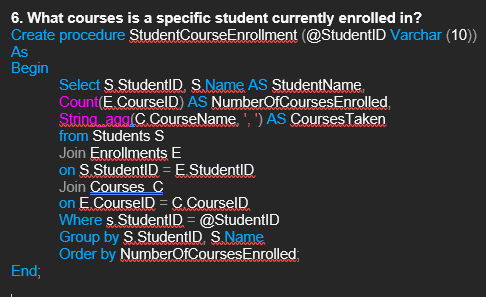 6. What courses is a specific student currently enrolled in?
Create procedure StudentCourseEnrollment (@StudentID Varchar (10))
As
Begin
Select S.StudentID, S.Name AS StudentName,
Count(E.CourseID) AS NumberOfCoursesEnrolled,
String_agg(C.CourseName, ', ') AS CoursesTaken
from Students S
Join Enrollments E
on S.StudentID = E.StudentID
Join Courses C
on E.CourseID = C.CourseID
Where s.StudentID = @StudentID
Group by S.StudentID, S.Name
Order by NumberOfCoursesEnrolled;
End;